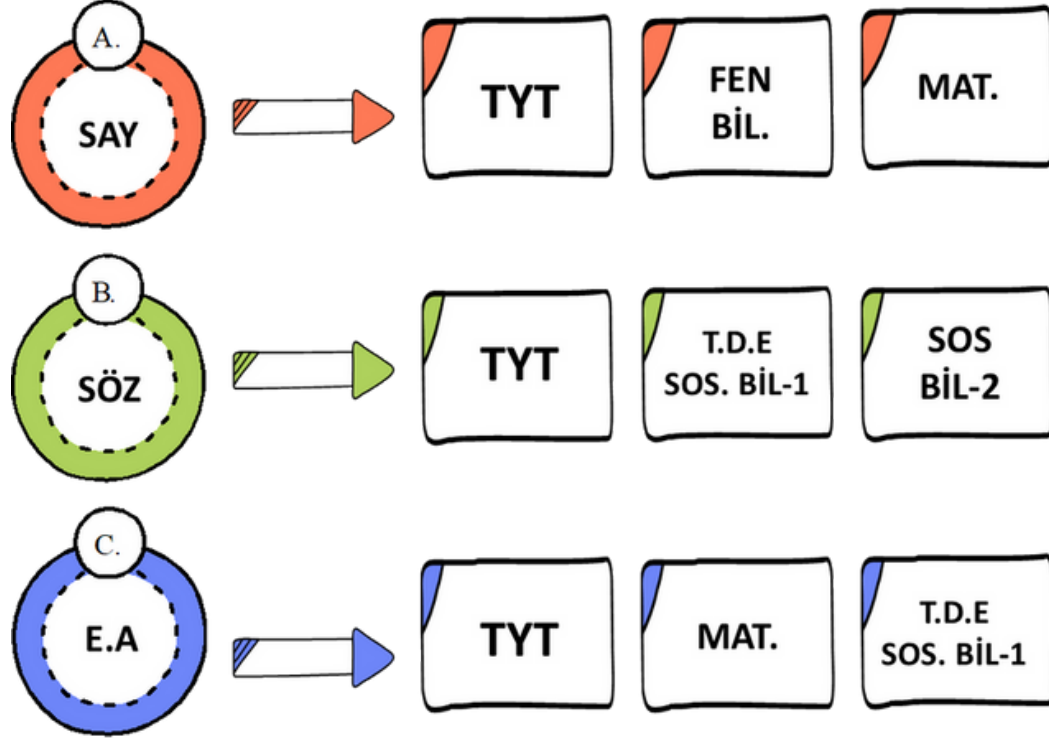 A.
SAY
TYT
FEN
BİL.
MAT.
B.
SÖZ
TYT
T.D.E
SOS. BİL-1
SOS
BİL-2
C.
E.A
TYT
MAT.
T.D.E
SOS. BİL-1